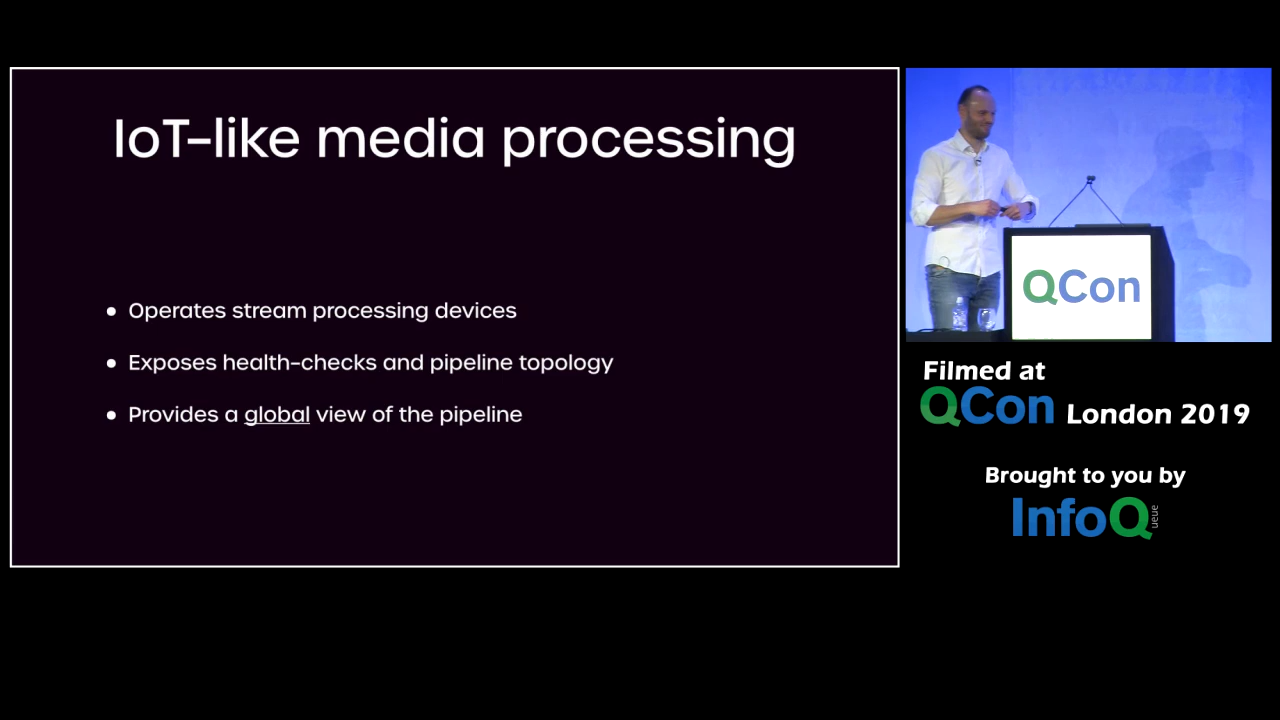 IoT-like media processing
• Operates stream processing devices
• Exposes health-checks and pipeline topology
• Provides a global view of the pipeline
QCon
Filmed at
QCon London 2019
Brought to you by
InfoQ
ueue